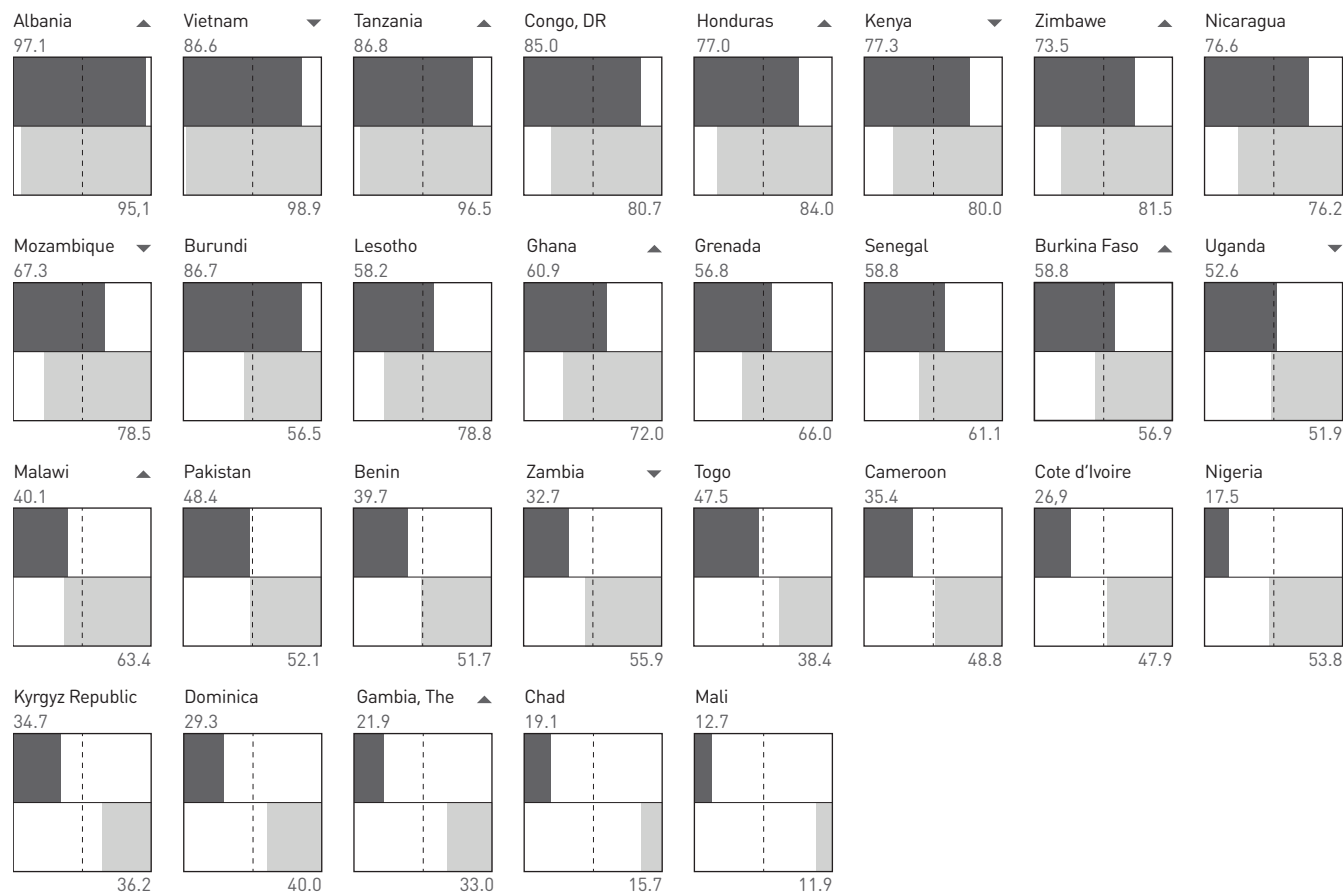 Albania ▲ Vietnam ▼ Tanzania ▲ Congo, DR Honduras ▲ Kenya ▼ Zimbawe ▲ Nicaragua
97.1 86.6 86.8 85.0 77.0 77.3 73.5 76.6
95,1 98.9 96.5 80.7 84.0 80.0 81.5 76.2
Mozambique ▼ Burundi Lesotho Ghana ▲ Grenada Senegal Burkina Faso ▲ Uganda ▼
67.3 86.7 58.2 60.9 56.8 58.8 58.8 52.6
78.5 56.5 78.8 72.0 66.0 61.1 56.9 51.9
Malawi ▲ Pakistan Benin Zambia ▼ Togo Cameroon Cote d’Ivoire Nigeria
40.1 48.4 39.7 32.7 47.5 35.4 26,9 17.5
63.4 52.1 51.7 55.9 38.4 48.8 47.9 53.8
Kyrgyz Republic Dominica Gambia, The ▲ Chad Mali
34.7 29.3 21.9 19.1 12.7
36.2 40.0 33.0 15.7 11.9